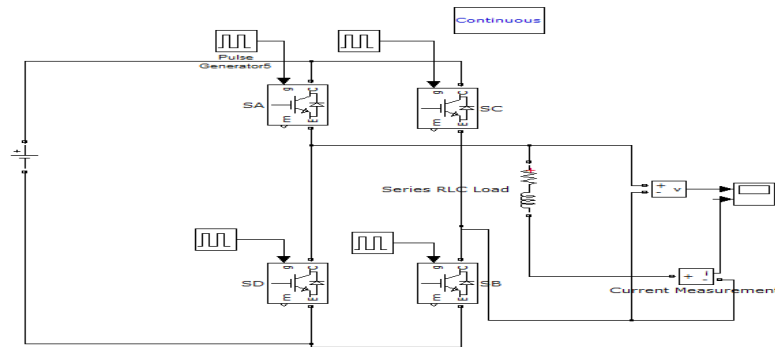 Continuous
Pulse
Generator5
g C
SA
E E
g C
SC
E E
Series RLC Load
+
-
v
g C
SD
E E
g C
SB
E E
+ i
-
Current Measurement
+